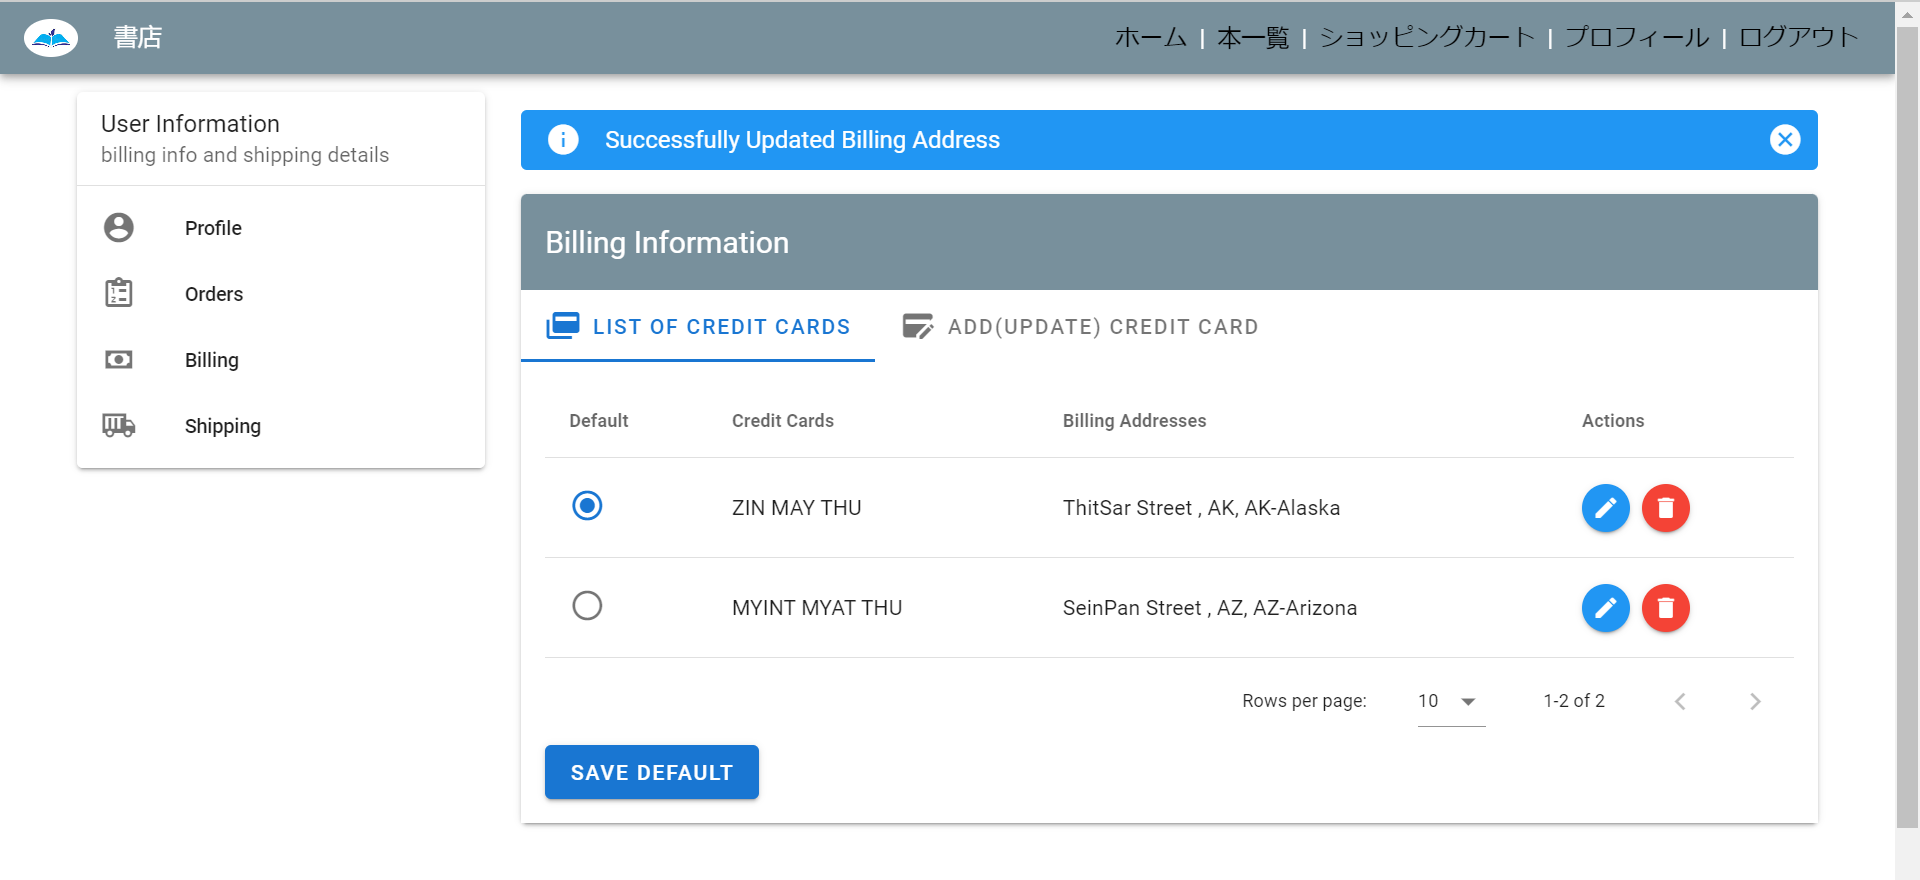 書店
ホーム | 本一覧 | ショッピングカート | プロフィール | ログアウト
User Information
billing info and shipping details
Profile
Orders
Billing
Shipping
Successfully Updated Billing Address
Billing Information
LIST OF CREDIT CARDS
ADD(UPDATE) CREDIT CARD
Default Credit Cards Billing Addresses Actions
ZIN MAY THU ThitSar Street , AK, AK-Alaska
MYINT MYAT THU SeinPan Street , AZ, AZ-Arizona
Rows per page: 10 1-2 of 2
SAVE DEFAULT